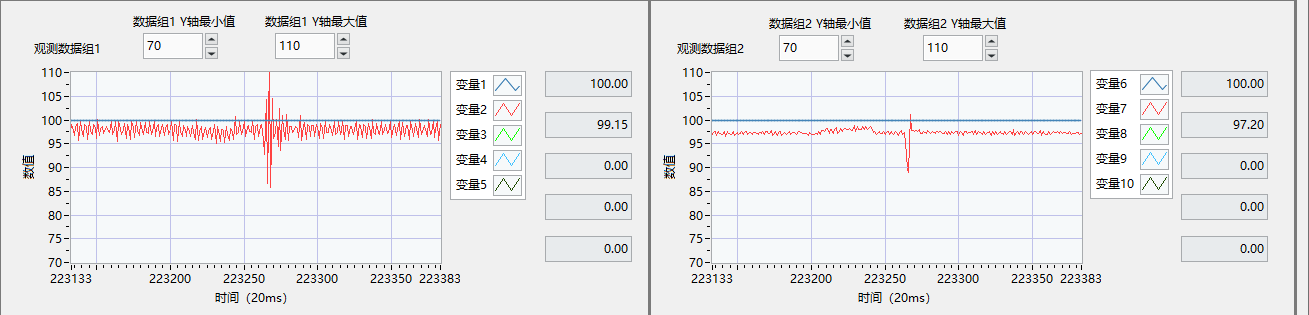 数据组1 Y轴最小值 数据组1 Y轴最大值
观测数据组1 70 110
110
105
100
95
90
85
80
75
70
数值
223133 223200 223250 223300 223350 223383
时间（20ms）
变量1 100.00
变量2 99.15
变量3 0.00
变量4 0.00
变量5 0.00
数据组2 Y轴最小值 数据组2 Y轴最大值
观测数据组2 70 110
110
105
100
95
90
85
80
75
70
数值
223133 223200 223250 223300 223350 223383
时间（20ms）
变量6 100.00
变量7 97.20
变量8 0.00
变量9 0.00
变量10 0.00